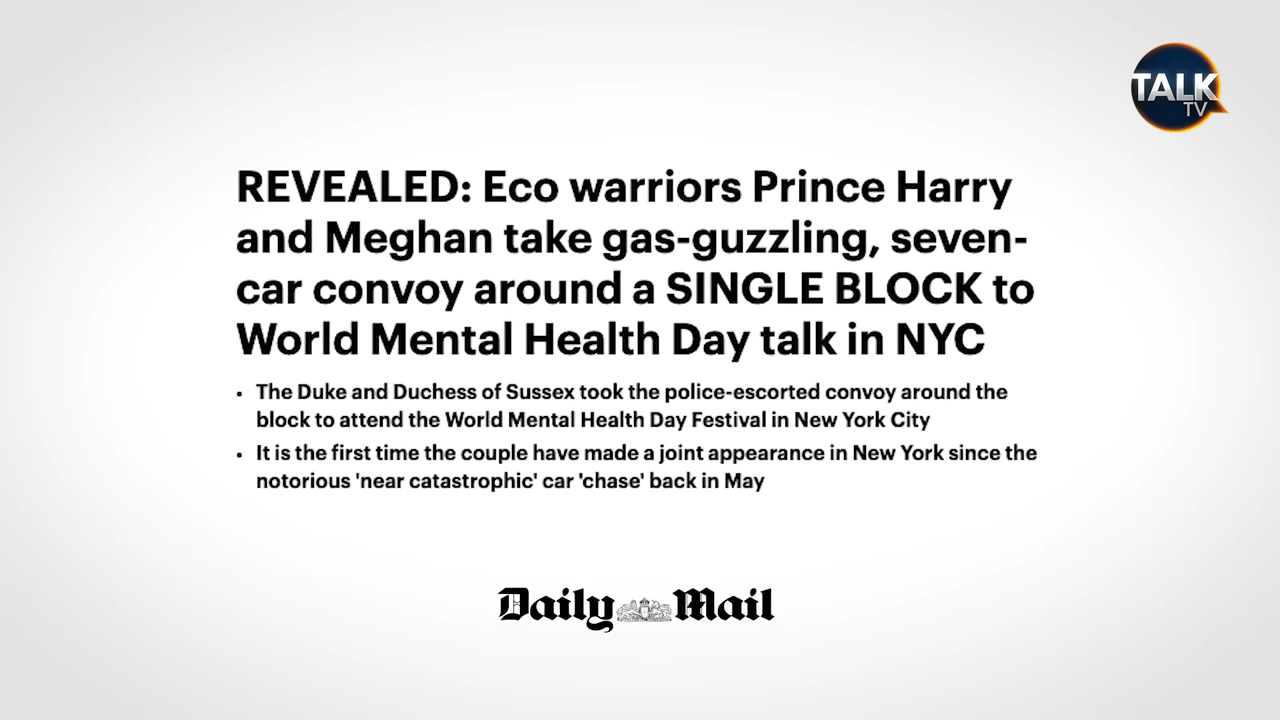 TALK
TV
REVEALED: Eco warriors Prince Harry
and Meghan take gas-guzzling, seven-
car convoy around a SINGLE BLOCK to
World Mental Health Day talk in NYC
• The Duke and Duchess of Sussex took the police-escorted convoy around the
block to attend the World Mental Health Day Festival in New York City
• It is the first time the couple have made a joint appearance in New York since the
notorious 'near catastrophic' car 'chase' back in May
Daily Mail